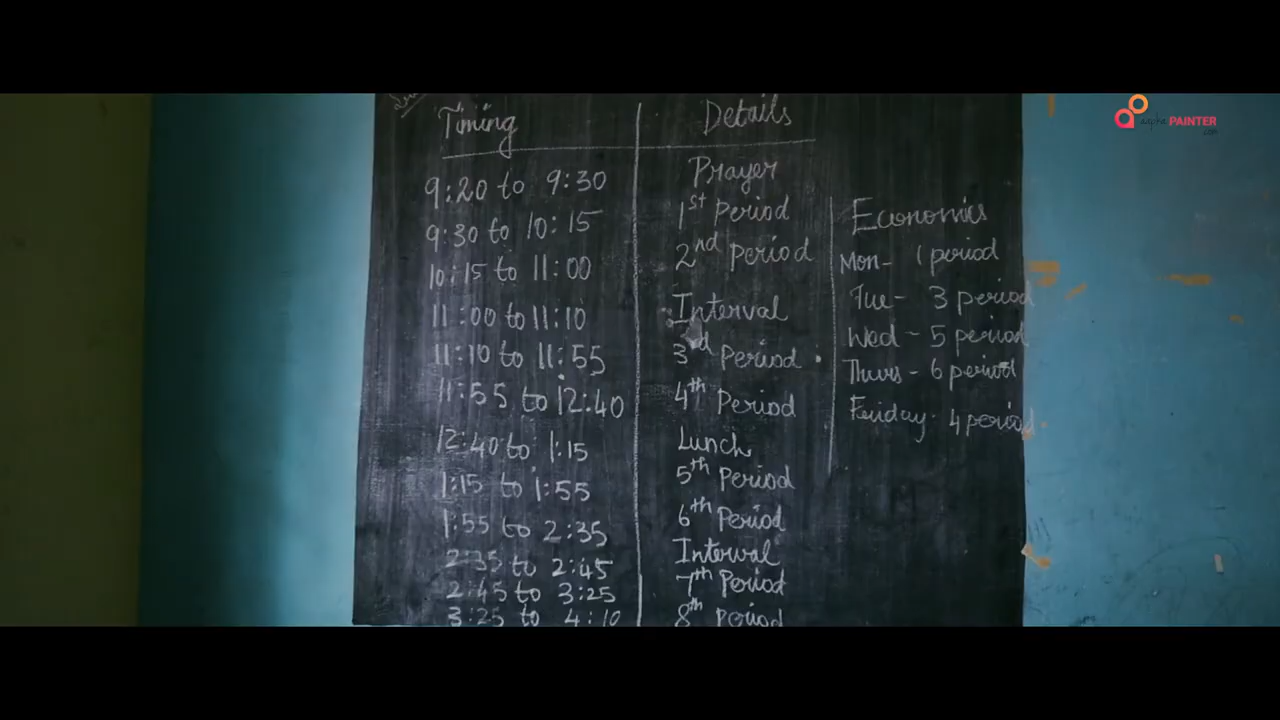 Timing Details
9:20 to 9:30 Prayer
9:30 to 10:15 1st Period
10:15 to 11:00 2nd Period
11:00 to 11:10 Interval
11:10 to 11:55 3rd Period
11:55 to 12:40 4th Period
12:40 to 1:15 Lunch
1:15 to 1:55 5th Period
1:55 to 2:35 6th Period
2:35 to 2:45 Interval
2:45 to 3:25 7th Period
3:25 to 4:10 8th Period
Economics
Mon- 1 period
Tue- 3 period
Wed - 5 period
Thurs - 6 period
Friday- 4 period
alpha PAINTER
.com